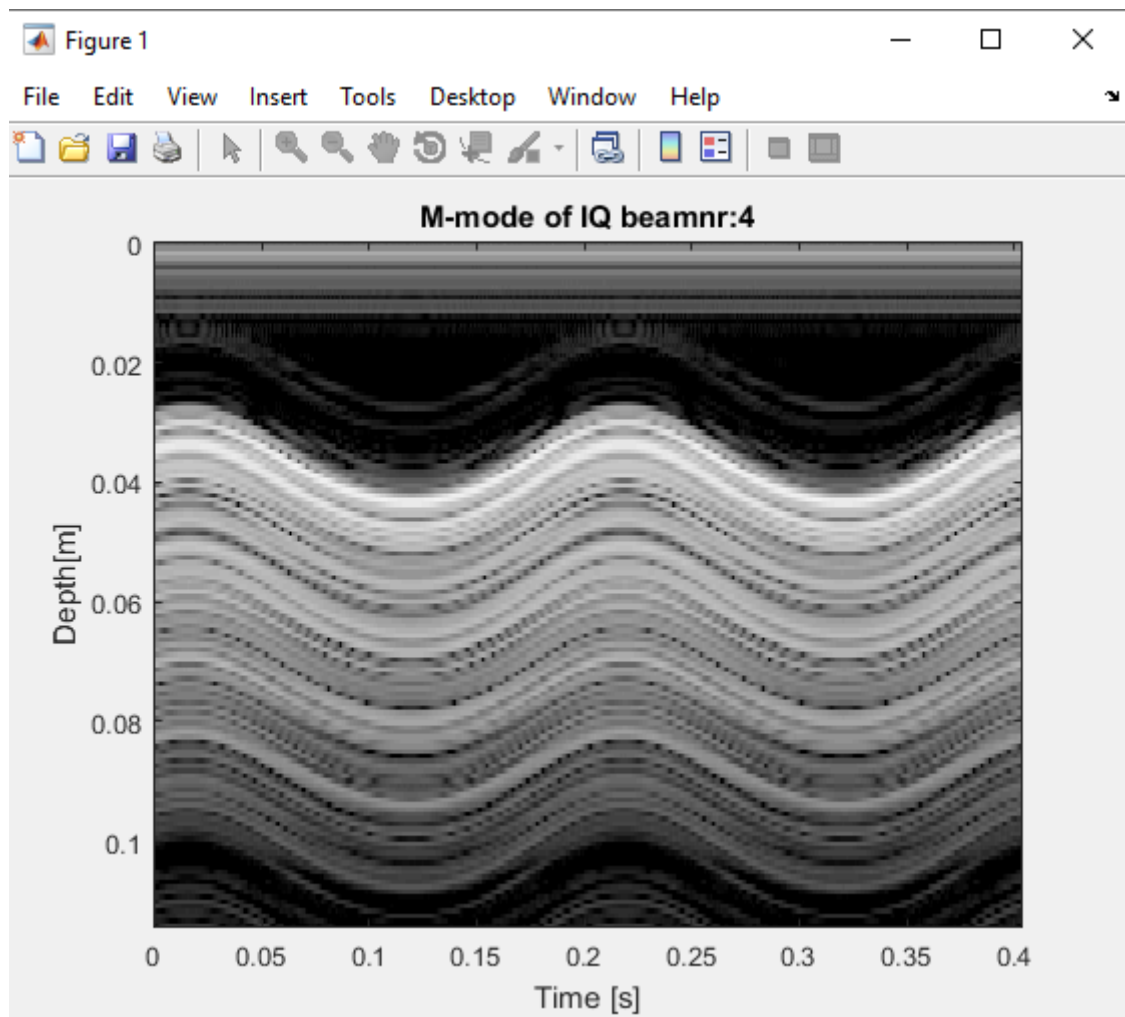 Figure 1
File Edit View Insert Tools Desktop Window Help
M-mode of IQ beamnr:4
0
0.02
0.04
0.06
0.08
0.1
Depth[m]
0 0.05 0.1 0.15 0.2 0.25 0.3 0.35 0.4
Time [s]